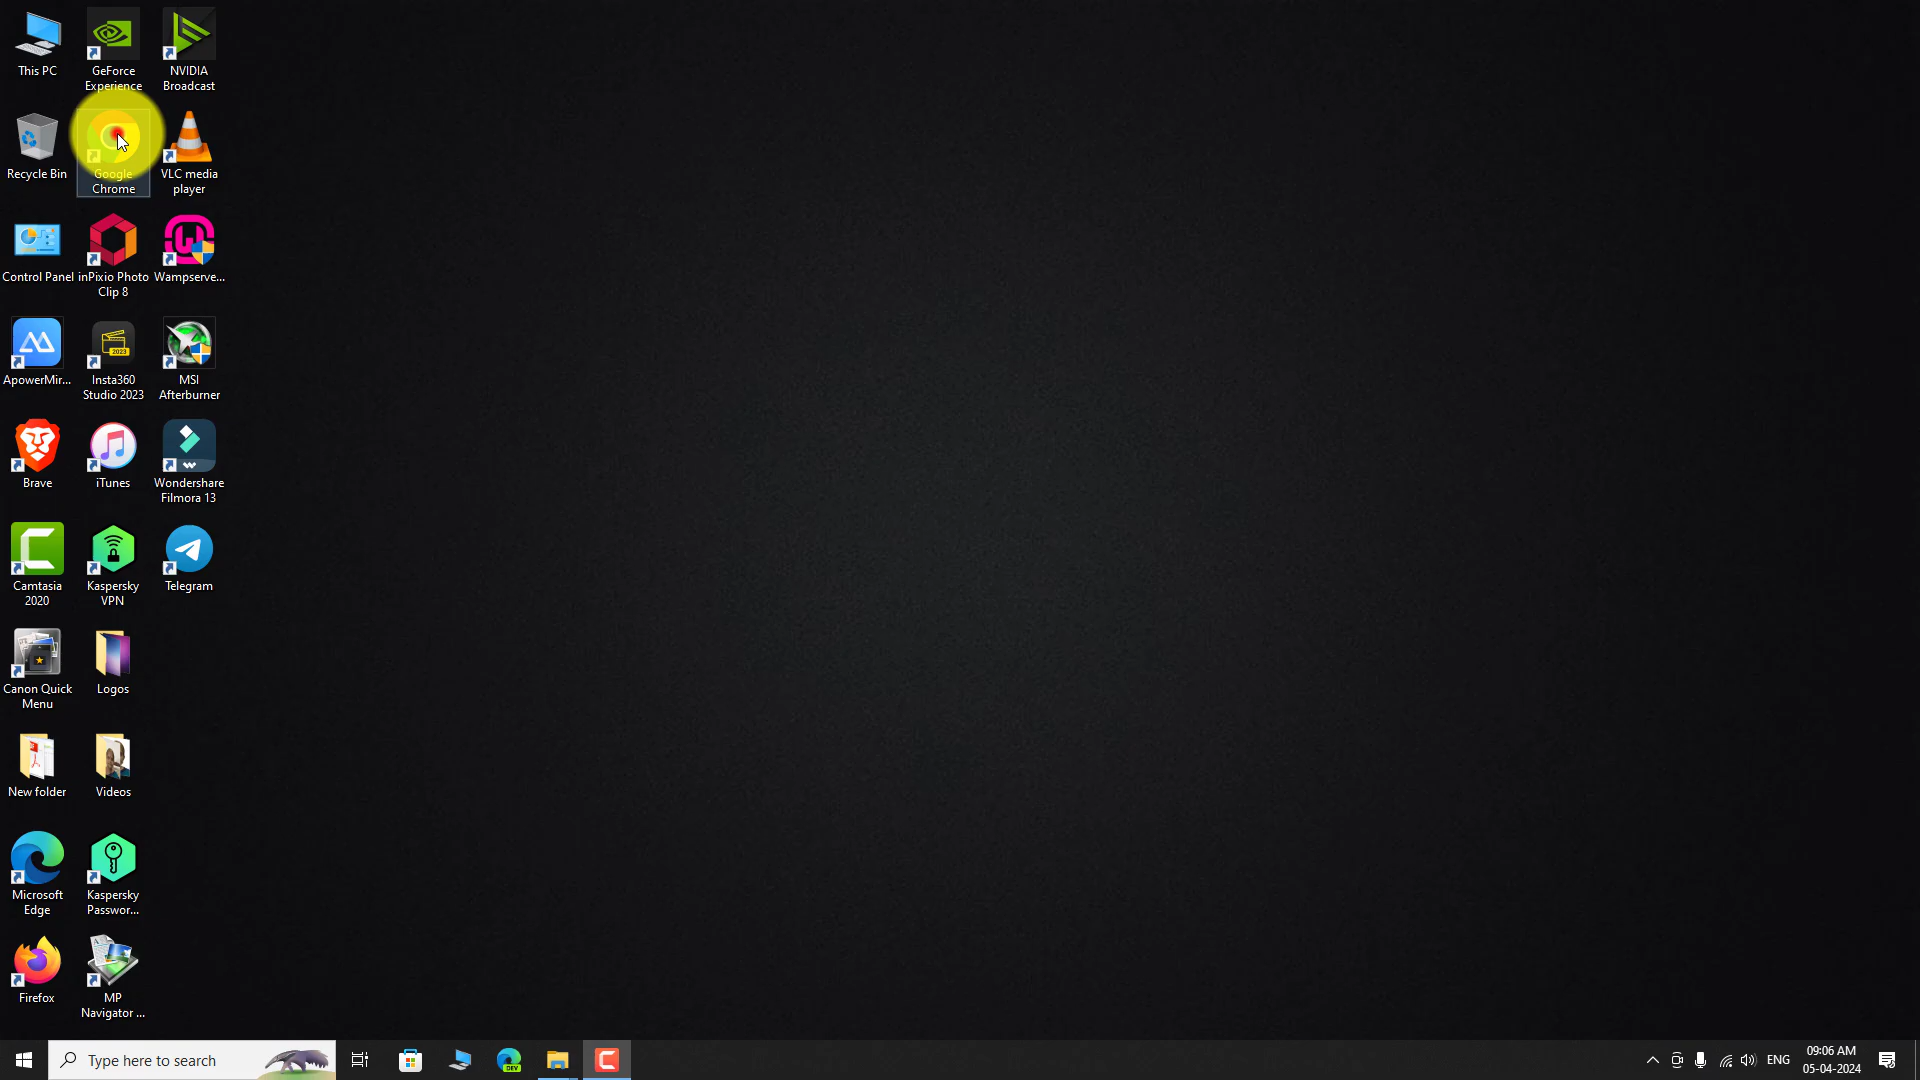 This PC
GeForce
Experience
NVIDIA
Broadcast
Recycle Bin
Google
Chrome
VLC media
player
Control Panel
inPixio Photo
Clip 8
Wampserve...
ApowerMir...
2023
Insta360
Studio 2023
MSI
Afterburner
Brave
iTunes
Wondershare
Filmora 13
Camtasia
2020
Kaspersky
VPN
Telegram
Canon Quick
Menu
Logos
New folder
Videos
Microsoft
Edge
Kaspersky
Passwor...
Firefox
MP
Navigator ...
Type here to search
DEV
ENG
09:06 AM
05-04-2024